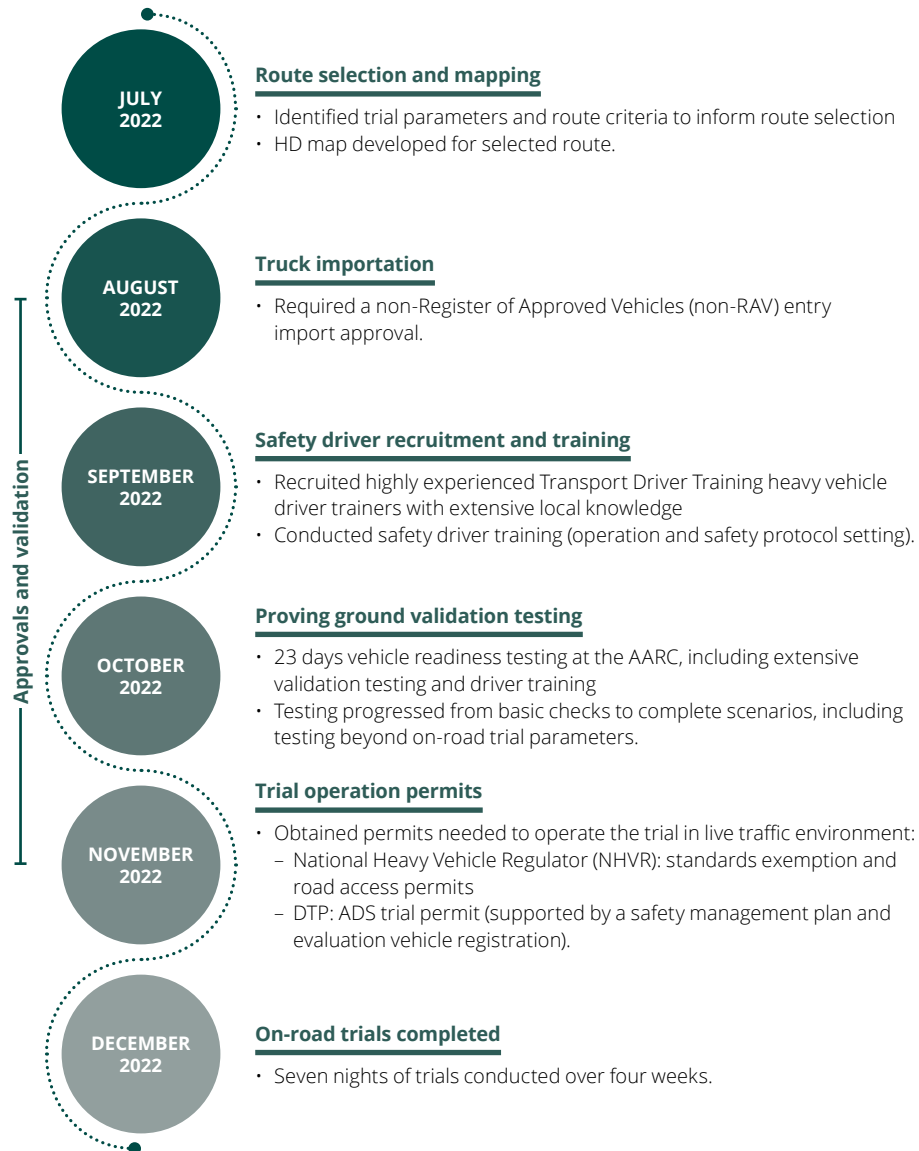 JULY
2022
Route selection and mapping
• Identified trial parameters and route criteria to inform route selection
• HD map developed for selected route.
AUGUST
2022
Truck importation
• Required a non-Register of Approved Vehicles (non-RAV) entry
import approval.
Approvals and validation
SEPTEMBER
2022
Safety driver recruitment and training
• Recruited highly experienced Transport Driver Training heavy vehicle
driver trainers with extensive local knowledge
• Conducted safety driver training (operation and safety protocol setting).
OCTOBER
2022
Proving ground validation testing
• 23 days vehicle readiness testing at the AARC, including extensive
validation testing and driver training
• Testing progressed from basic checks to complete scenarios, including
testing beyond on-road trial parameters.
NOVEMBER
2022
Trial operation permits
• Obtained permits needed to operate the trial in live traffic environment:
– National Heavy Vehicle Regulator (NHVR): standards exemption and
road access permits
– DTP: ADS trial permit (supported by a safety management plan and
evaluation vehicle registration).
DECEMBER
2022
On-road trials completed
• Seven nights of trials conducted over four weeks.